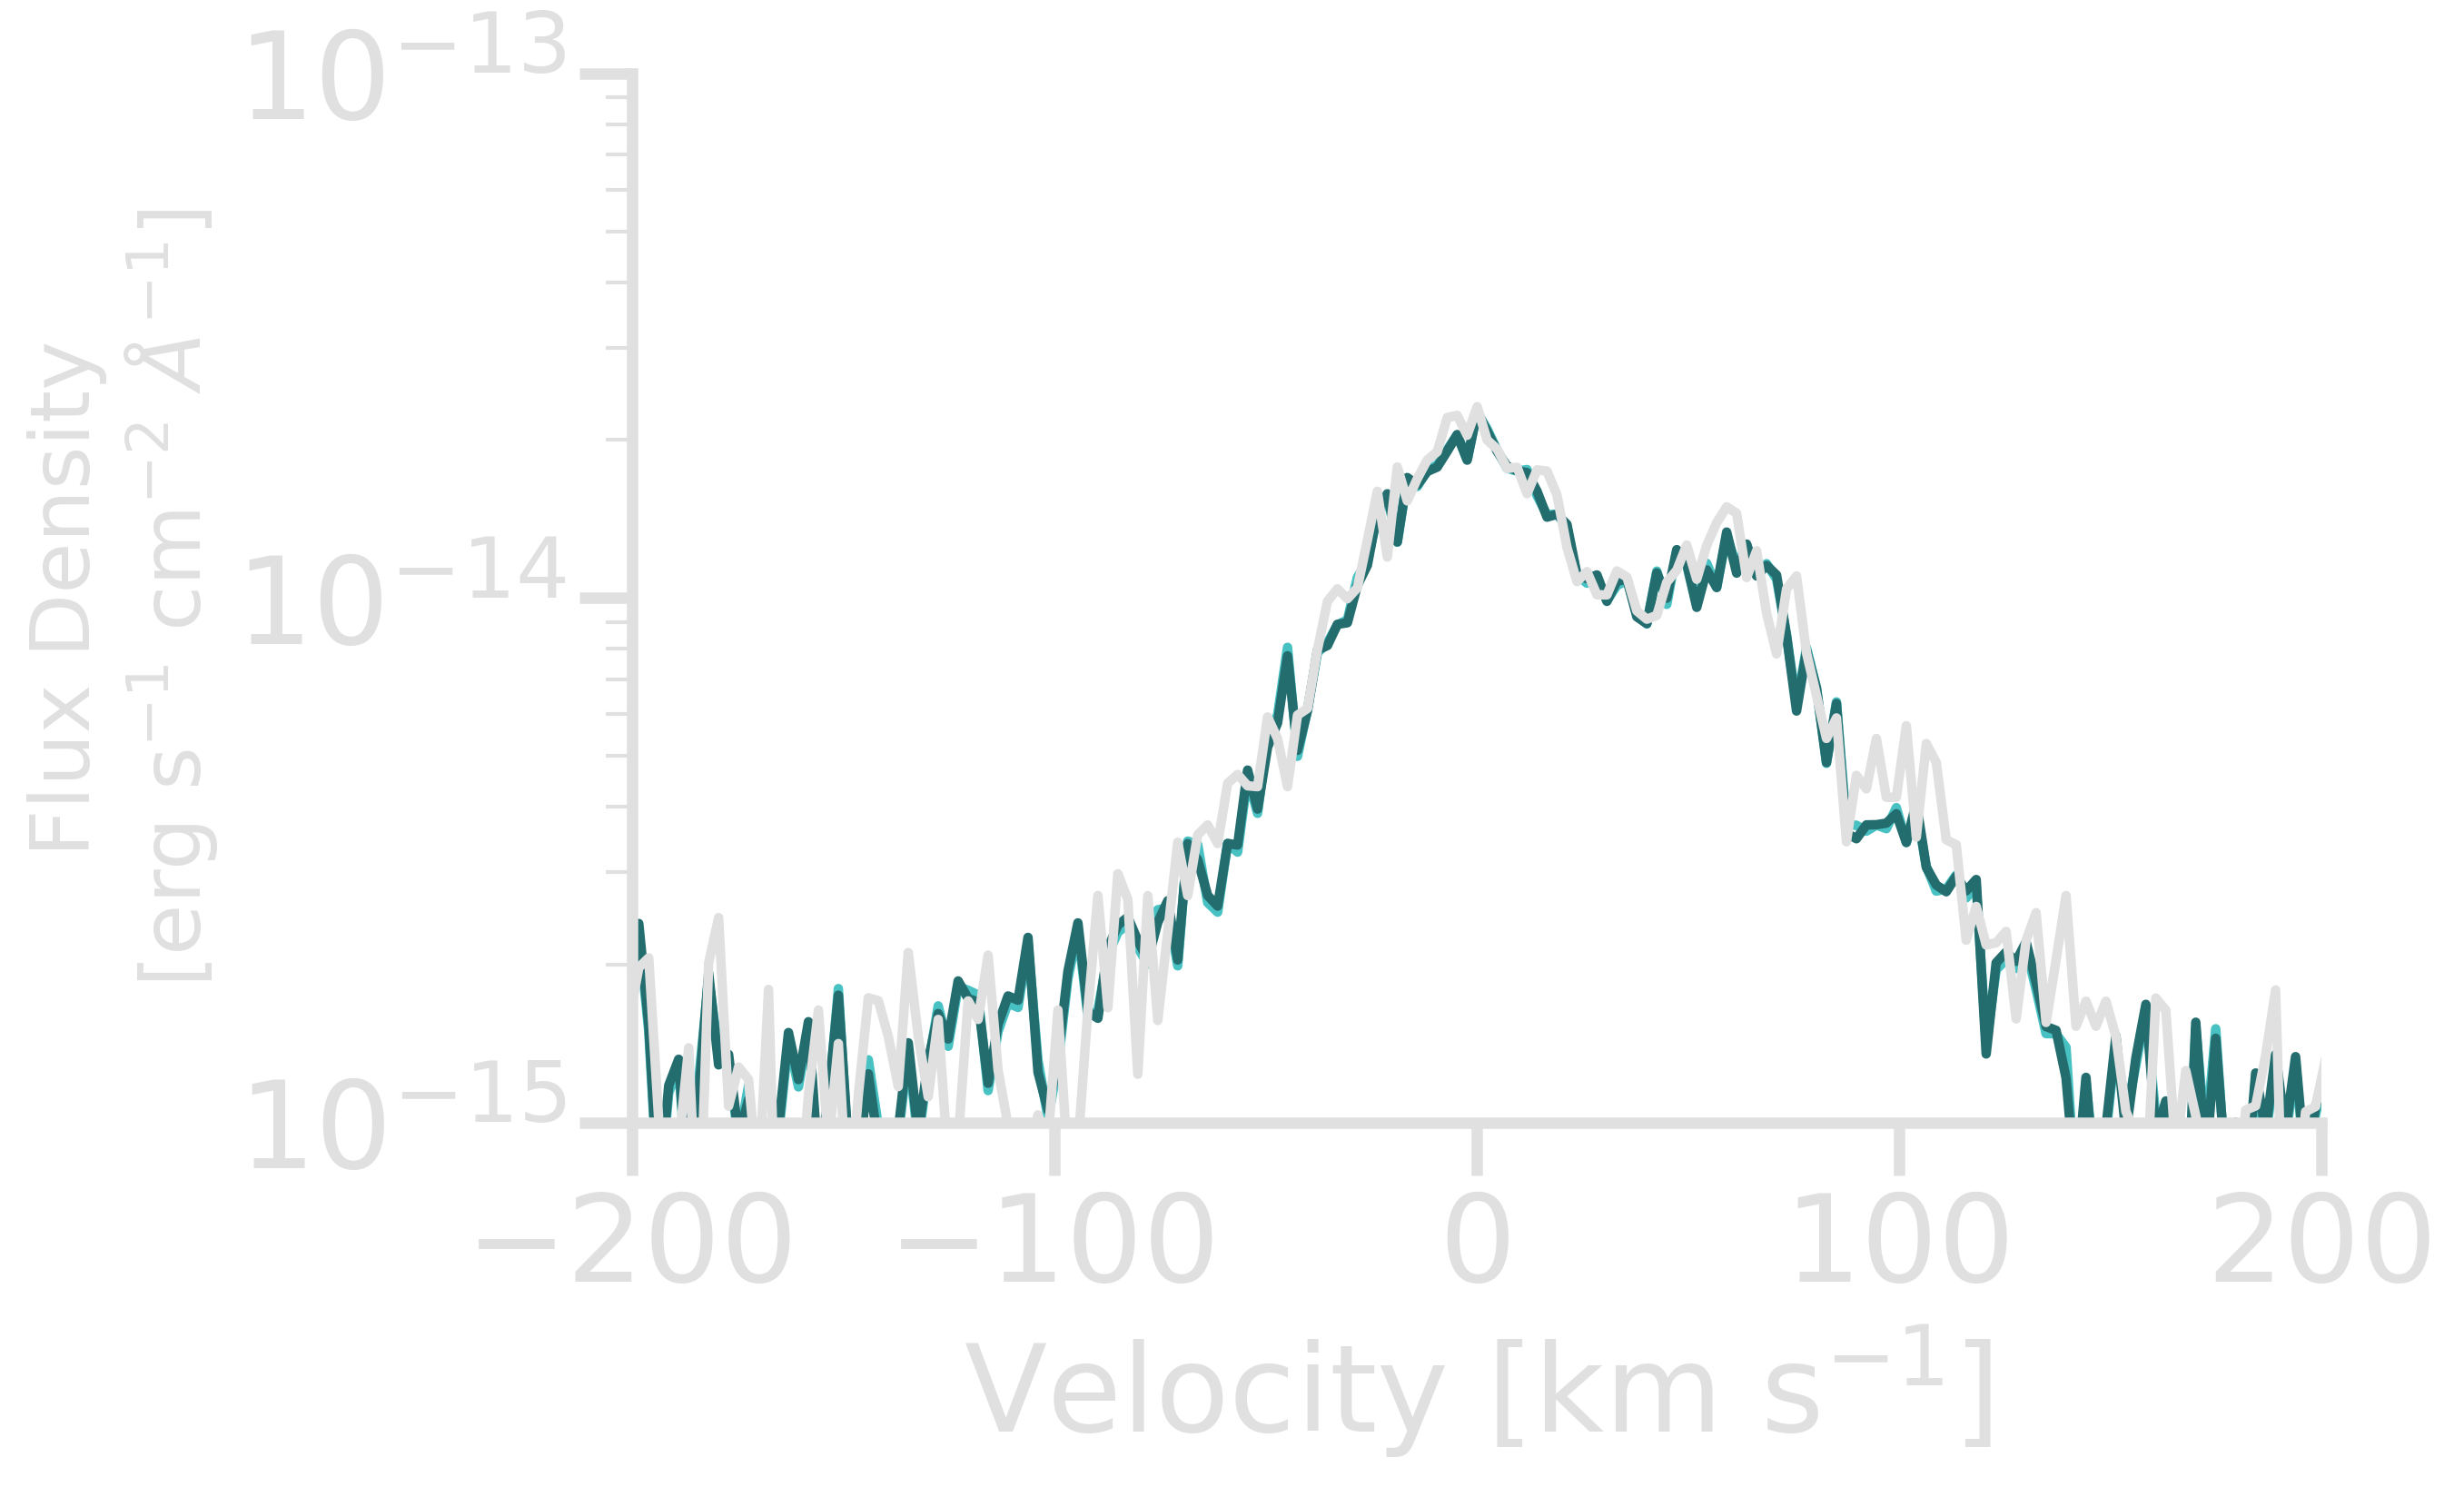 Flux Density
[erg s⁻¹ cm⁻² Å⁻¹]
10⁻¹³
10⁻¹⁴
10⁻¹⁵
−200 −100 0 100 200
Velocity [km s⁻¹]